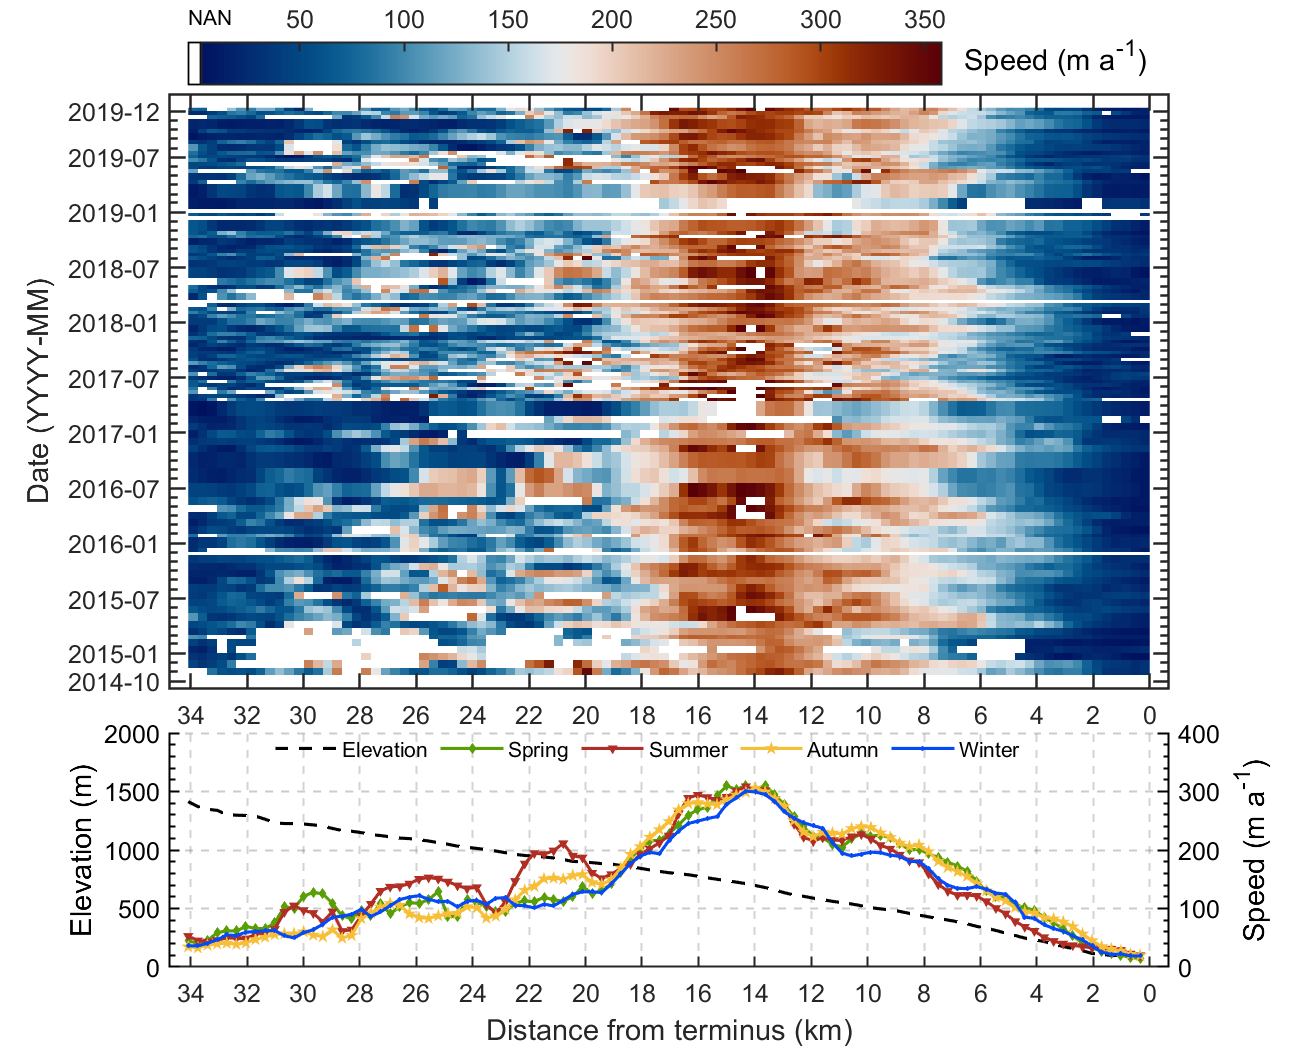 NAN 50 100 150 200 250 300 350
Speed (m a-1)
2019-12
2019-07
2019-01
2018-07
2018-01
2017-07
2017-01
2016-07
2016-01
2015-07
2015-01
2014-10
Date (YYYY-MM)
34 32 30 28 26 24 22 20 18 16 14 12 10 8 6 4 2 0
Elevation Spring Summer Autumn Winter
2000
1500
1000
500
0
Elevation (m)
400
300
200
100
0
Speed (m a-1)
34 32 30 28 26 24 22 20 18 16 14 12 10 8 6 4 2 0
Distance from terminus (km)